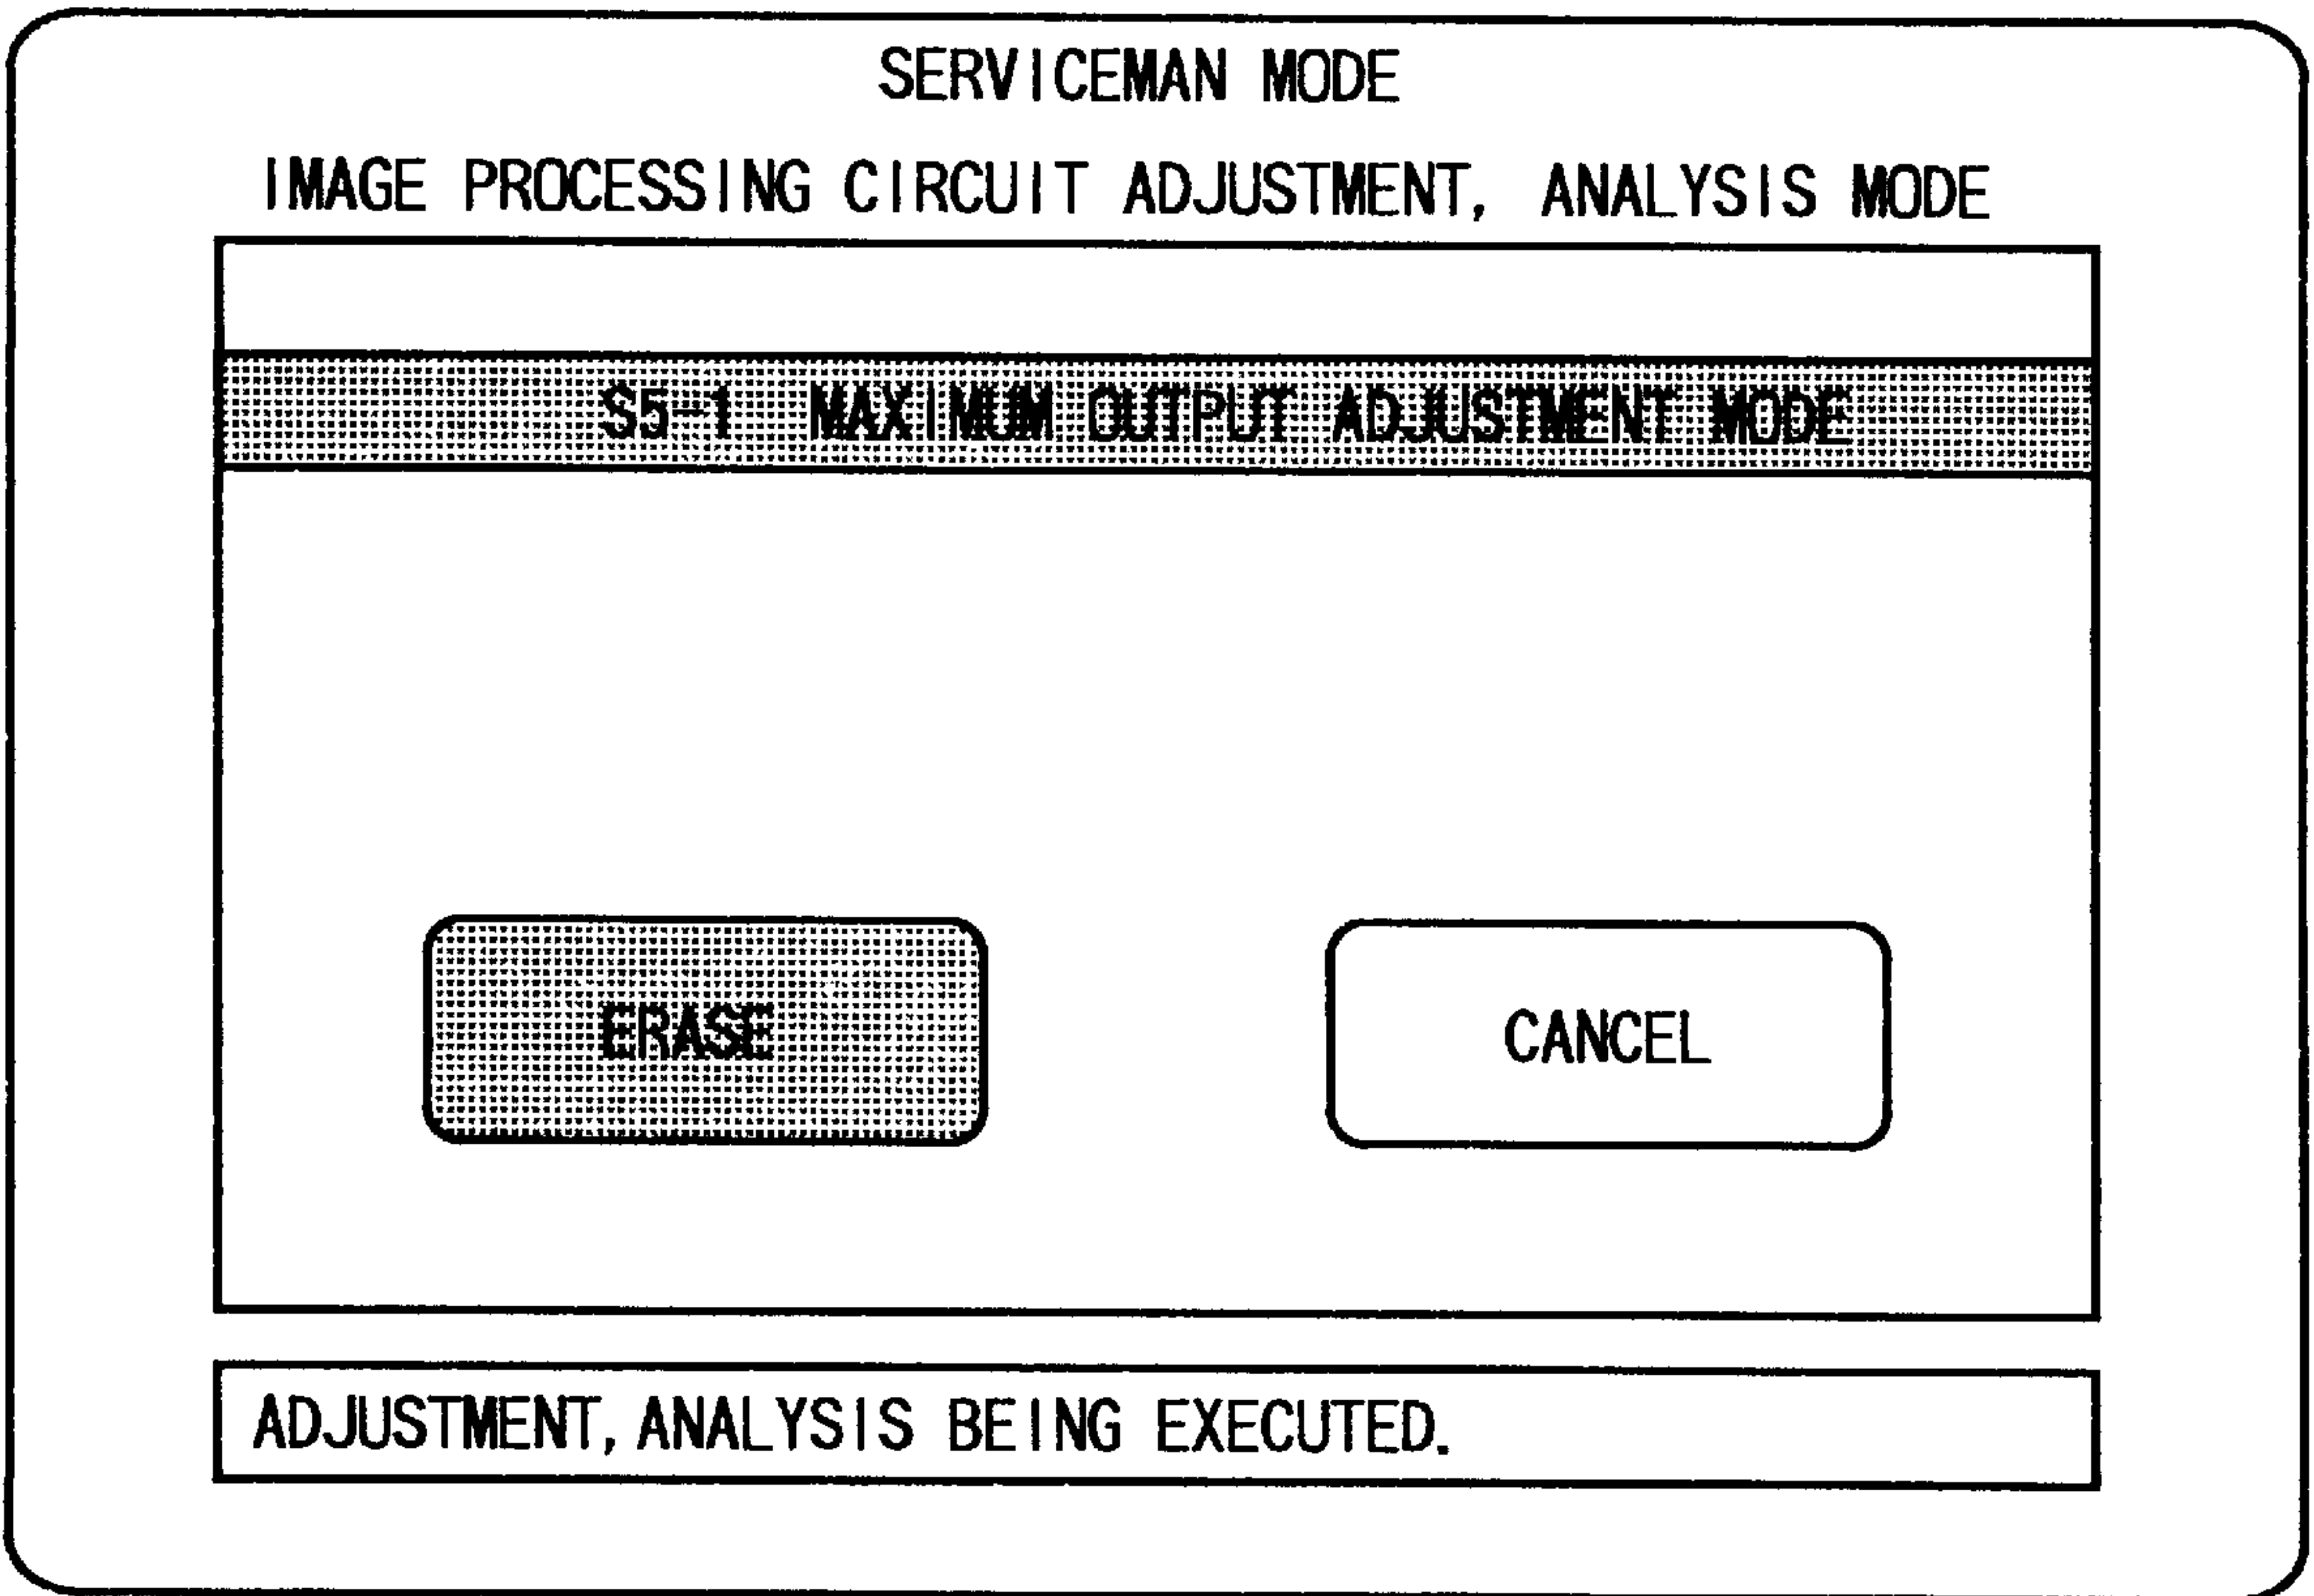 SERVICEMAN MODE
IMAGE PROCESSING CIRCUIT ADJUSTMENT, ANALYSIS MODE
S5-1 MAXIMUM OUTPUT ADJUSTMENT MODE
ERASE
CANCEL
ADJUSTMENT, ANALYSIS BEING EXECUTED.